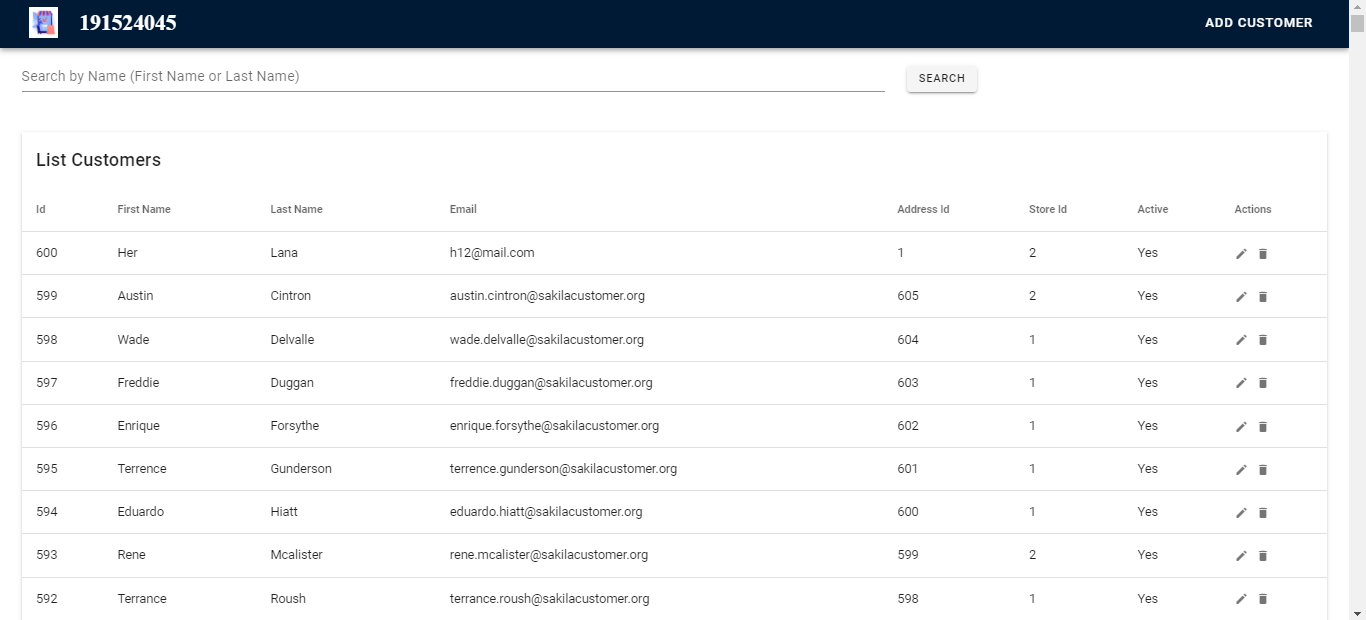 191524045 ADD CUSTOMER
Search by Name (First Name or Last Name) SEARCH
List Customers
Id First Name Last Name Email Address Id Store Id Active Actions
600 Her Lana h12@mail.com 1 2 Yes
599 Austin Cintron austin.cintron@sakilacustomer.org 605 2 Yes
598 Wade Delvalle wade.delvalle@sakilacustomer.org 604 1 Yes
597 Freddie Duggan freddie.duggan@sakilacustomer.org 603 1 Yes
596 Enrique Forsythe enrique.forsythe@sakilacustomer.org 602 1 Yes
595 Terrence Gunderson terrence.gunderson@sakilacustomer.org 601 1 Yes
594 Eduardo Hiatt eduardo.hiatt@sakilacustomer.org 600 1 Yes
593 Rene Mcalister rene.mcalister@sakilacustomer.org 599 2 Yes
592 Terrance Roush terrance.roush@sakilacustomer.org 598 1 Yes